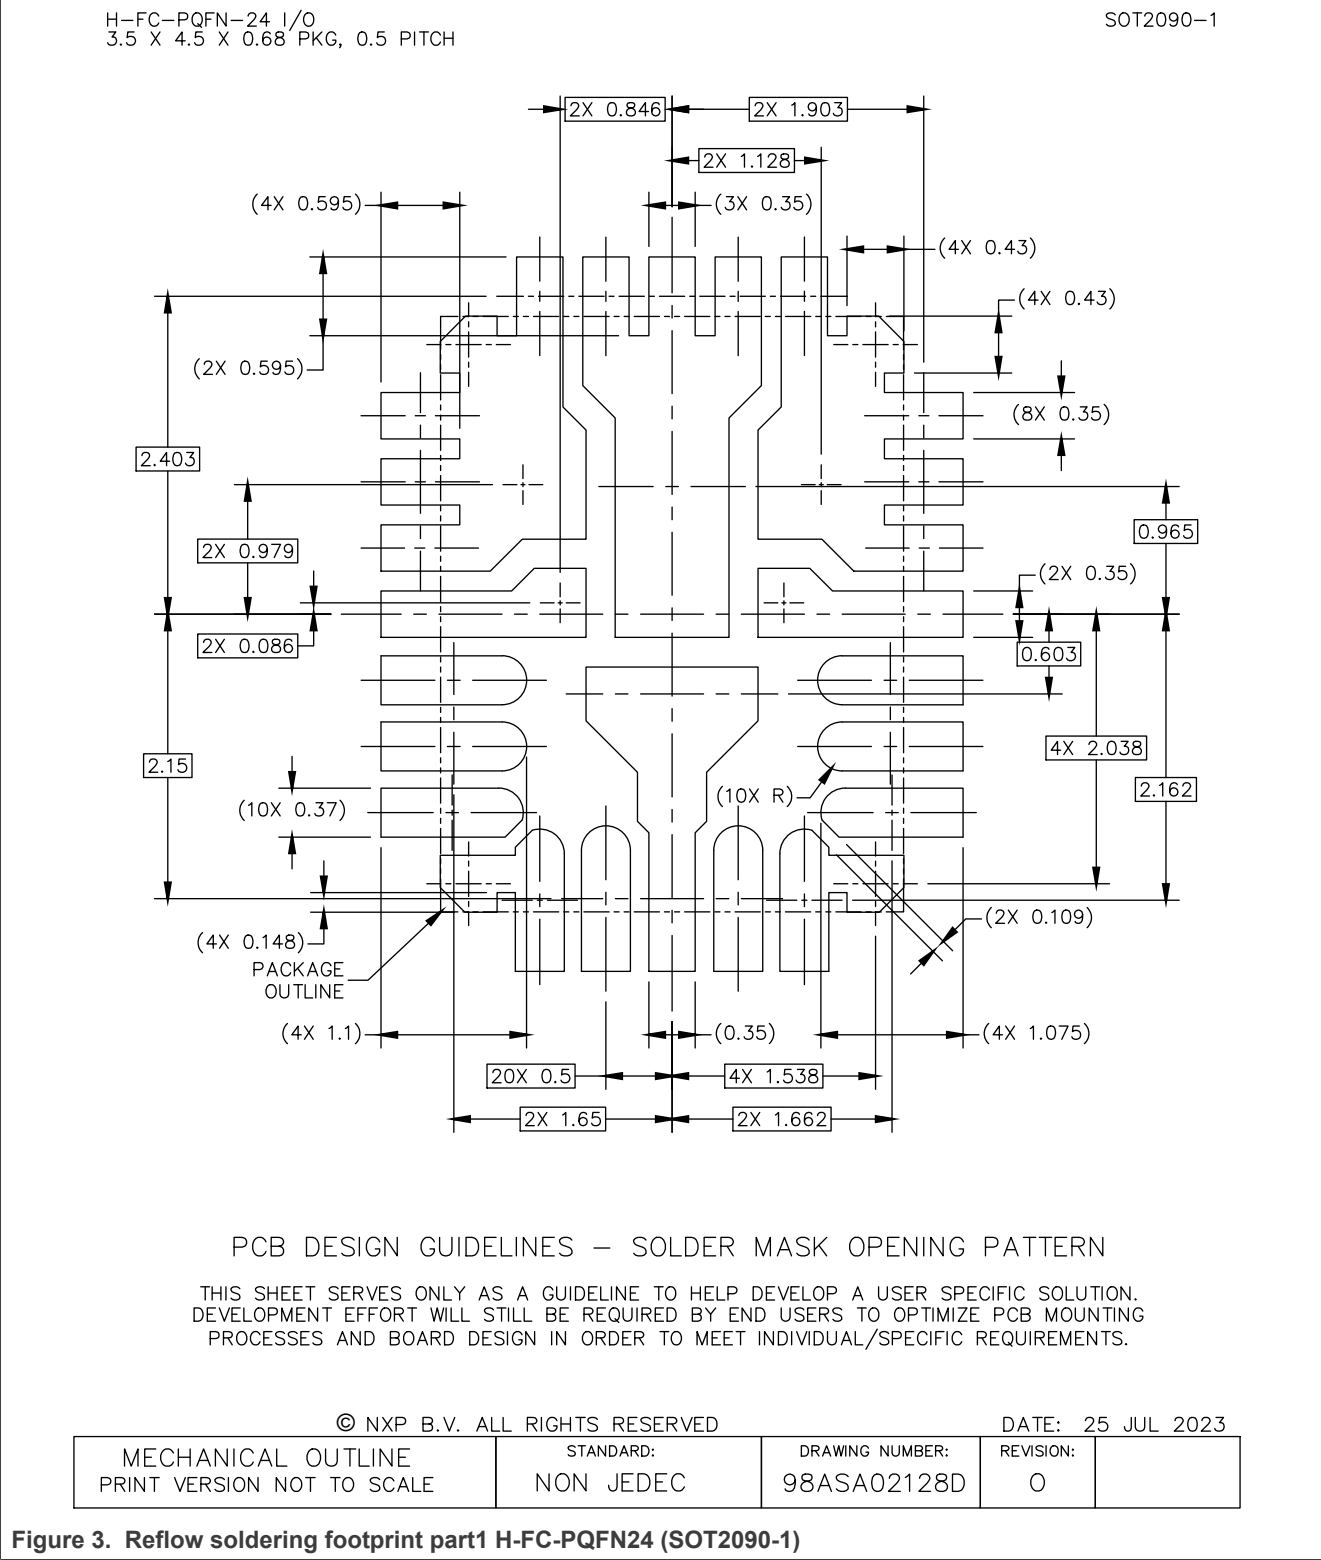 H-FC-PQFN-24 I/O
3.5 X 4.5 X 0.68 PKG, 0.5 PITCH
SOT2090-1
2X 0.846
2X 1.903
2X 1.128
(4X 0.595)
(3X 0.35)
(4X 0.43)
(4X 0.43)
(2X 0.595)
(8X 0.35)
2.403
0.965
2X 0.979
(2X 0.35)
2X 0.086
0.603
4X 2.038
2.15
2.162
(10X R)
(10X 0.37)
(2X 0.109)
(4X 0.148)
PACKAGE
OUTLINE
(4X 1.1)
(0.35)
(4X 1.075)
20X 0.5
4X 1.538
2X 1.65
2X 1.662
PCB DESIGN GUIDELINES – SOLDER MASK OPENING PATTERN
THIS SHEET SERVES ONLY AS A GUIDELINE TO HELP DEVELOP A USER SPECIFIC SOLUTION.
DEVELOPMENT EFFORT WILL STILL BE REQUIRED BY END USERS TO OPTIMIZE PCB MOUNTING
PROCESSES AND BOARD DESIGN IN ORDER TO MEET INDIVIDUAL/SPECIFIC REQUIREMENTS.
© NXP B.V. ALL RIGHTS RESERVED
DATE: 25 JUL 2023
MECHANICAL OUTLINE
PRINT VERSION NOT TO SCALE
STANDARD:
NON JEDEC
DRAWING NUMBER:
98ASA02128D
REVISION:
O
Figure 3. Reflow soldering footprint part1 H-FC-PQFN24 (SOT2090-1)